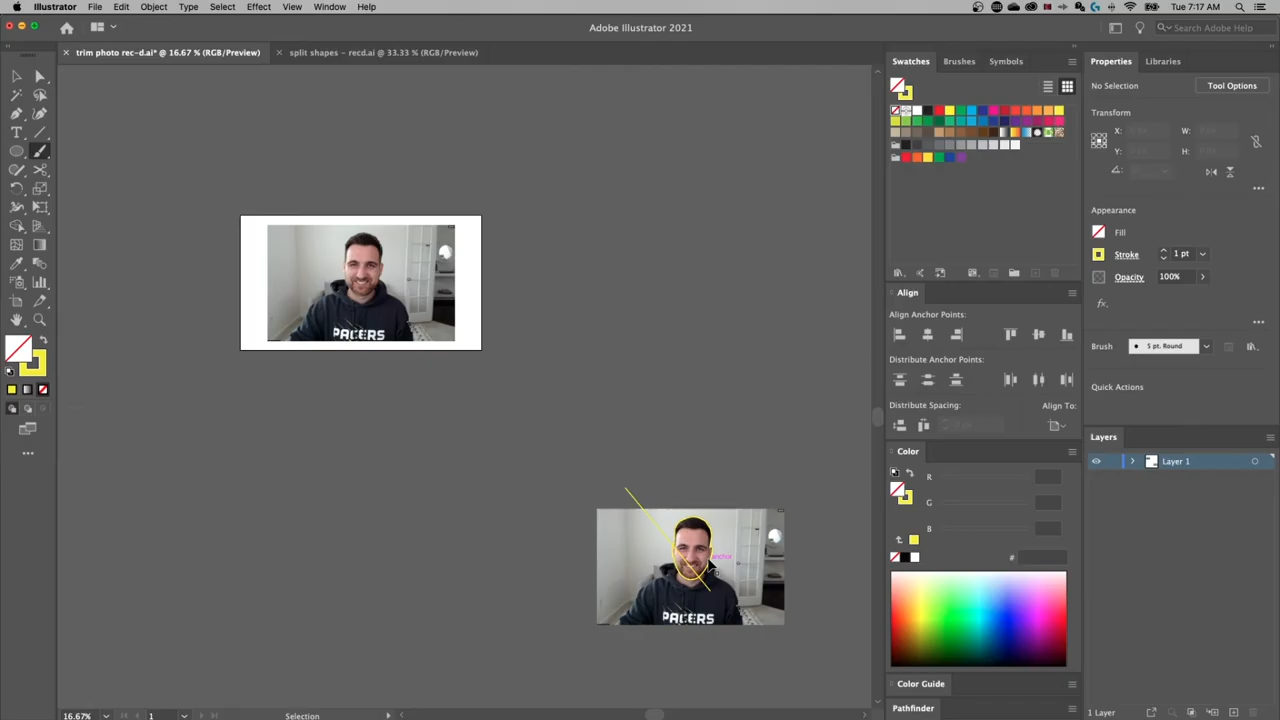 Illustrator File Edit Object Type Select Effect View Window Help
Tue 7:17 AM
Adobe Illustrator 2021
Search Adobe Help
trim photo rec-d.ai* @ 16.67 % (RGB/Preview)
split shapes – recd.ai @ 33.33 % (RGB/Preview)
Swatches Brushes Symbols
Properties Libraries
No Selection
Tool Options
Transform
X:
W:
Y:
H:
Appearance
Fill
Stroke
1 pt
Opacity
100%
Align
Align Anchor Points:
Distribute Anchor Points:
Distribute Spacing:
Align To:
Brush
5 pt. Round
Quick Actions
PACERS
Layers
Layer 1
Color
R
G
B
#
anchor
PACERS
Color Guide
Pathfinder
1 Layer
16.67%
1
Selection